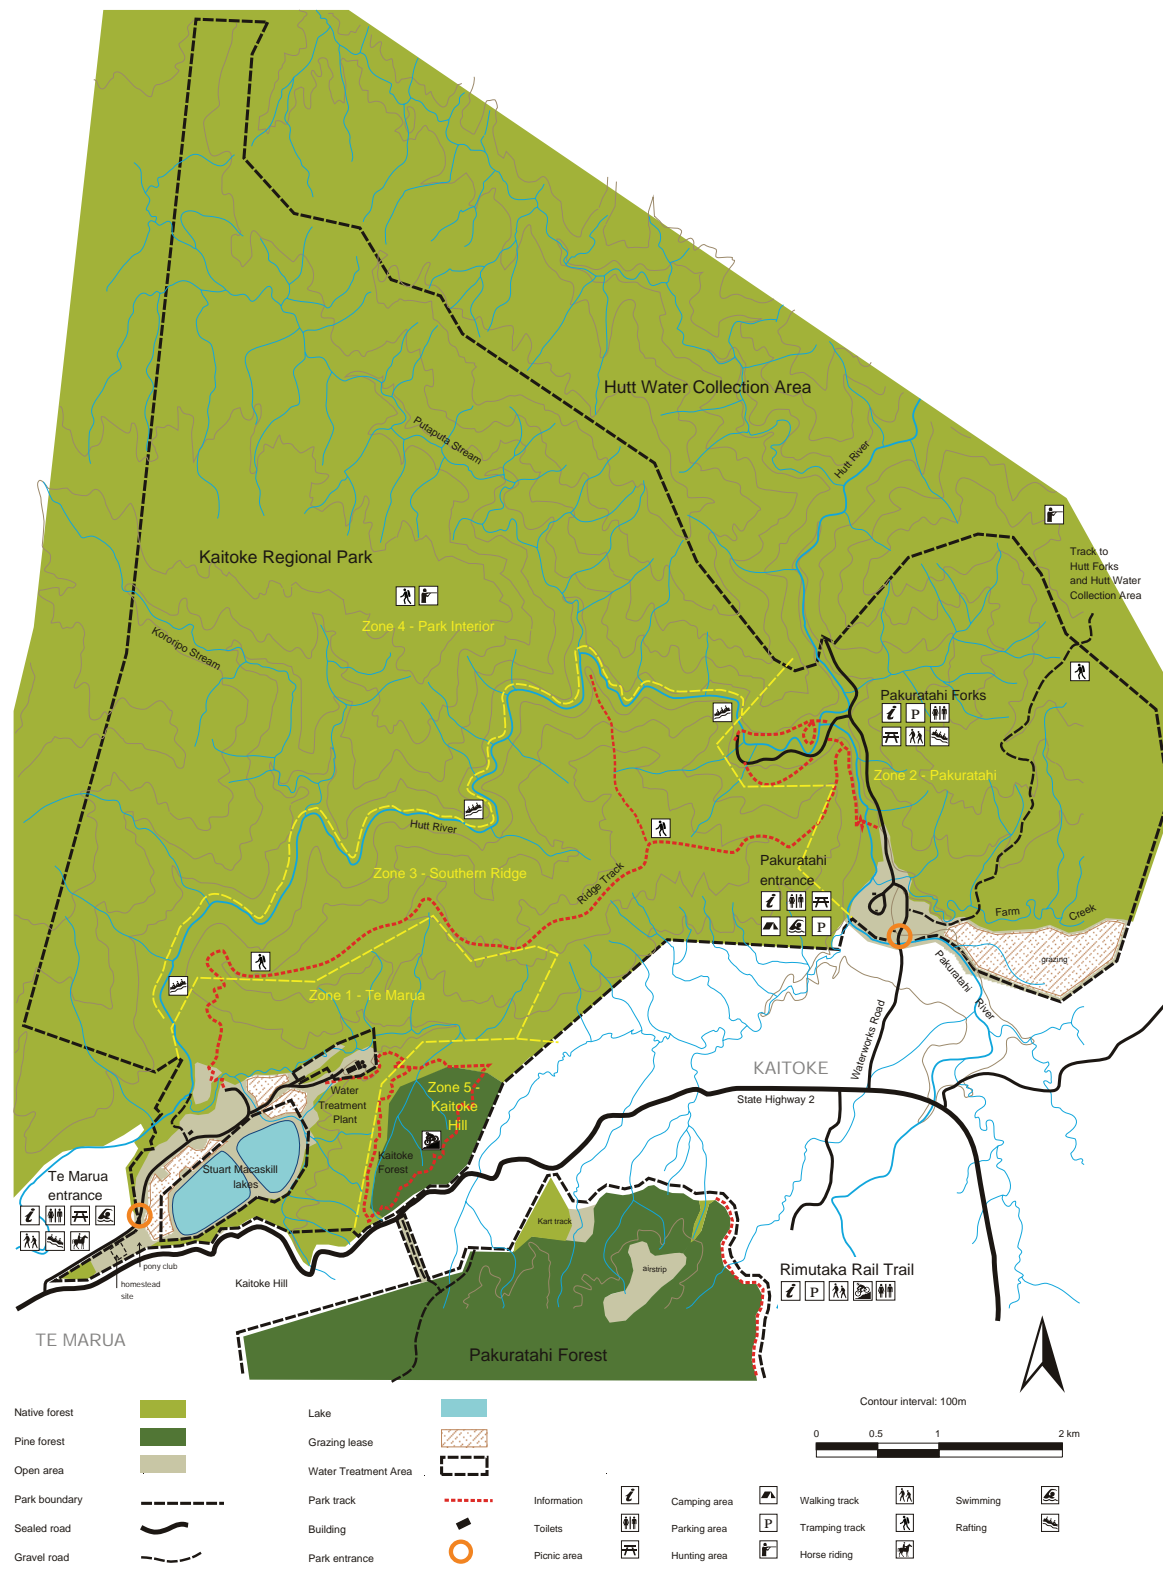 Hutt Water Collection Area
Putaputa Stream
Hutt River
Kaitoke Regional Park
Track to
Hutt Forks
and Hutt Water
Collection Area
Zone 4 - Park Interior
Kororipo Stream
Pakuratahi Forks
i P
Zone 2 - Pakuratahi
Hutt River
Pakuratahi
entrance
i
P
Zone 3 - Southern Ridge
Ridge Track
Farm Creek
grazing
Pakuratahi River
Zone 1 - Te Marua
Waterworks Road
KAITOKE
State Highway 2
Water
Treatment
Plant
Zone 5 -
Kaitoke
Hill
Kaitoke
Forest
Stuart Macaskill
lakes
Te Marua
entrance
i
Kart track
pony club
homestead
site
Kaitoke Hill
airstrip
Rimutaka Rail Trail
i P
TE MARUA
Pakuratahi Forest
Contour interval: 100m
0 0.5 1 2 km
Native forest
Pine forest
Open area
Park boundary
Sealed road
Gravel road
Lake
Grazing lease
Water Treatment Area
Park track
Building
Park entrance
Information i
Toilets
Picnic area
Camping area
Parking area P
Hunting area
Walking track
Tramping track
Horse riding
Swimming
Rafting